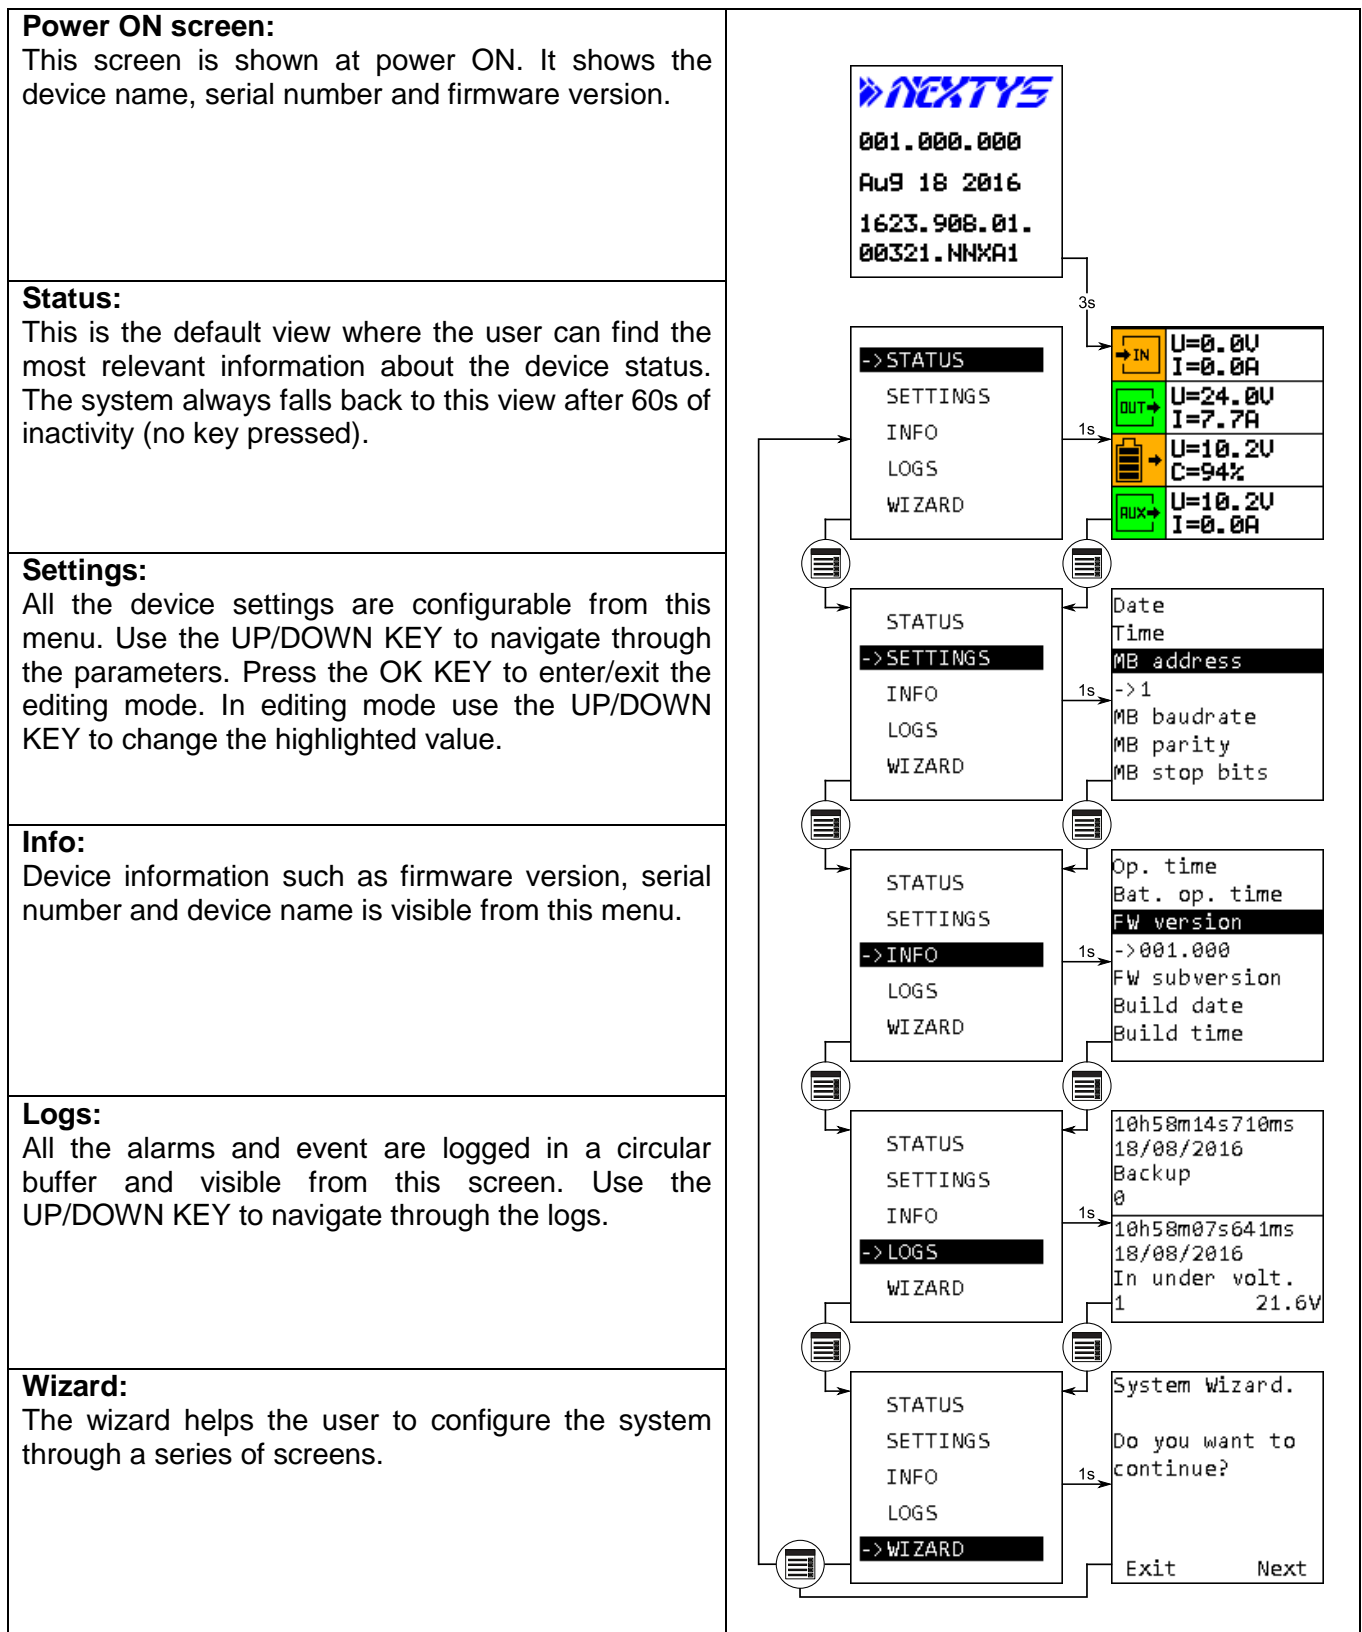 Power ON screen:
This screen is shown at power ON. It shows the
device name, serial number and firmware version.
NEXTYS
001.000.000
Aug 18 2016
1623.908.01.
00321.NNXA1
3s
Status:
This is the default view where the user can find the
most relevant information about the device status.
The system always falls back to this view after 60s of
inactivity (no key pressed).
->STATUS
SETTINGS
INFO
LOGS
WIZARD
1s
IN
U=0.0V
I=0.0A
OUT
U=24.0V
I=7.7A
U=10.2V
C=94%
AUX
U=10.2V
I=0.0A
Settings:
All the device settings are configurable from this
menu. Use the UP/DOWN KEY to navigate through
the parameters. Press the OK KEY to enter/exit the
editing mode. In editing mode use the UP/DOWN
KEY to change the highlighted value.
STATUS
->SETTINGS
INFO
LOGS
WIZARD
1s
Date
Time
MB address
->1
MB baudrate
MB parity
MB stop bits
Info:
Device information such as firmware version, serial
number and device name is visible from this menu.
STATUS
SETTINGS
->INFO
LOGS
WIZARD
1s
Op. time
Bat. op. time
FW version
->001.000
FW subversion
Build date
Build time
Logs:
All the alarms and event are logged in a circular
buffer and visible from this screen. Use the
UP/DOWN KEY to navigate through the logs.
STATUS
SETTINGS
INFO
->LOGS
WIZARD
1s
10h58m14s710ms
18/08/2016
Backup
0
10h58m07s641ms
18/08/2016
In under volt.
1 21.6V
Wizard:
The wizard helps the user to configure the system
through a series of screens.
STATUS
SETTINGS
INFO
LOGS
->WIZARD
1s
System Wizard.
Do you want to
continue?
Exit Next